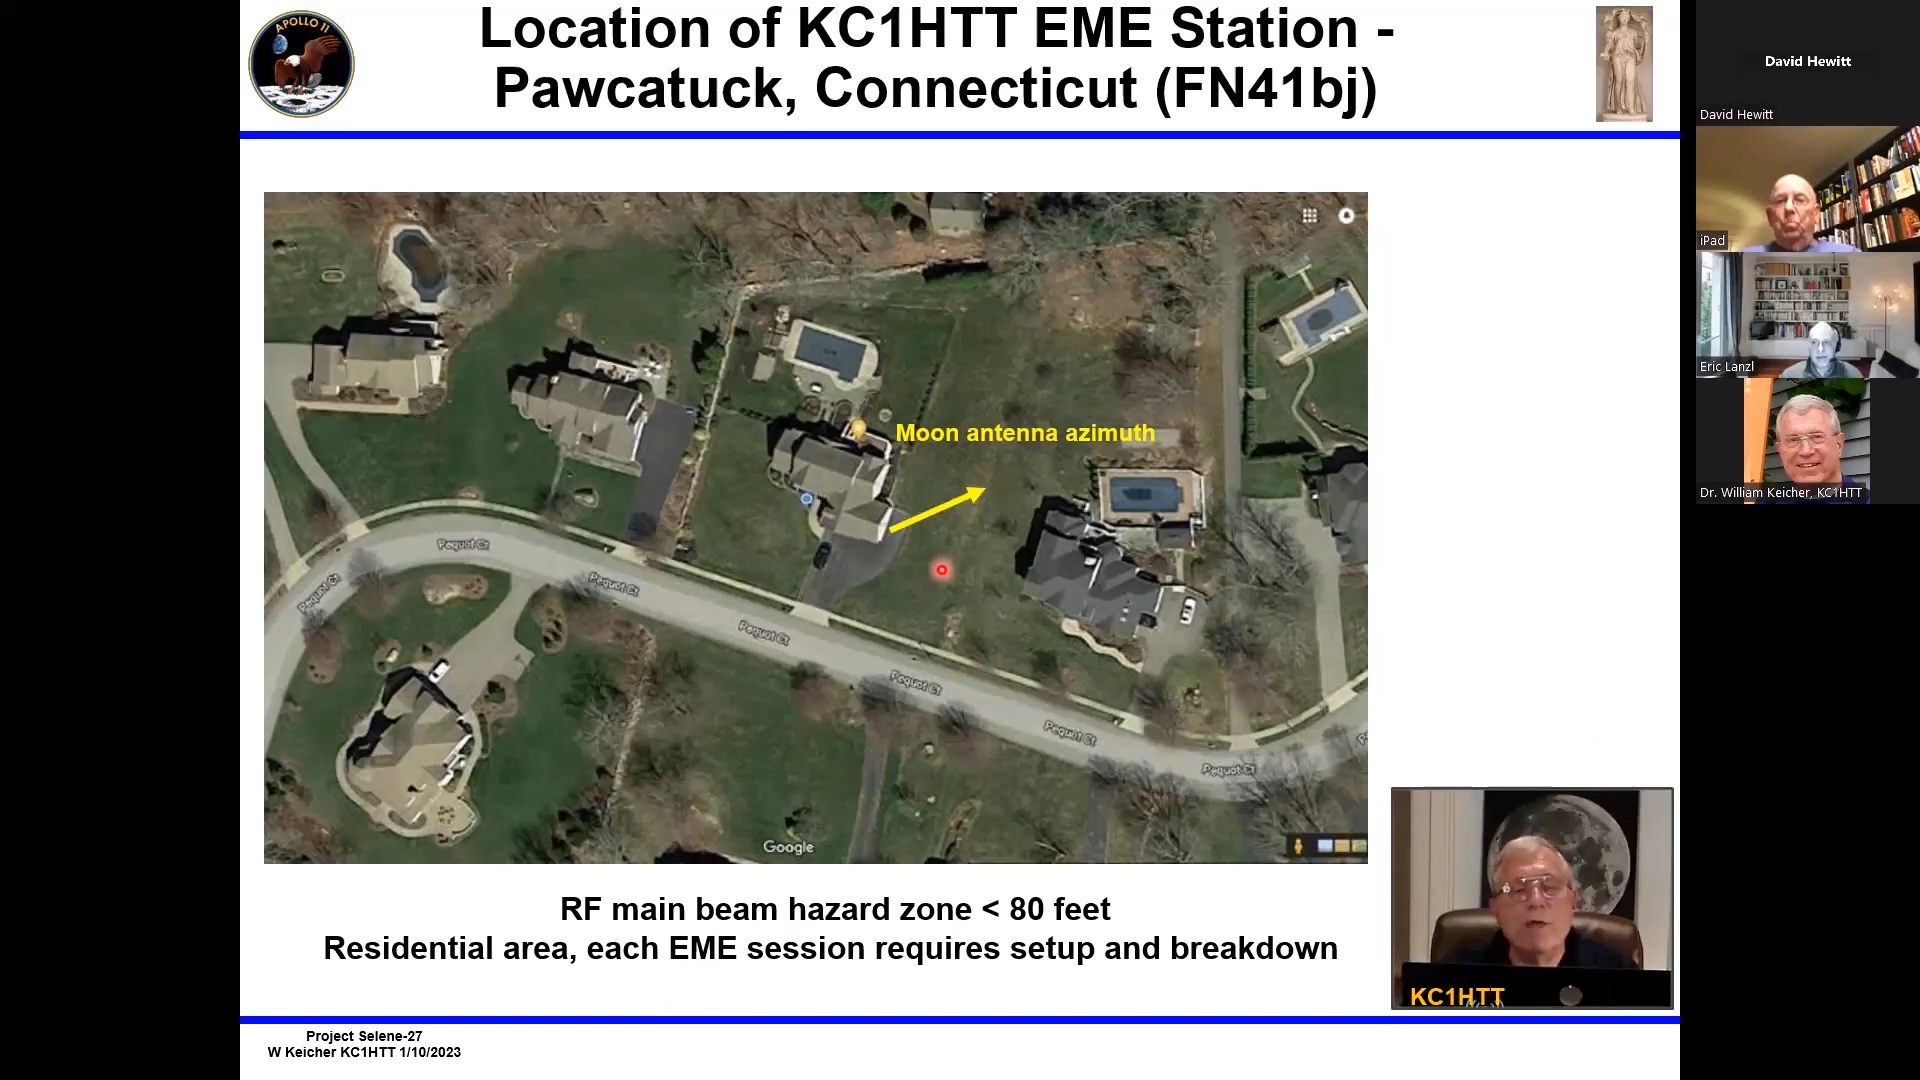 APOLLO 11
Location of KC1HTT EME Station -
Pawcatuck, Connecticut (FN41bj)
Moon antenna azimuth
Pequot Ct
Pequot Ct
Pequot Ct
Pequot Ct
Pequot Ct
Pequot Ct
Pequot Ct
Google
RF main beam hazard zone < 80 feet
Residential area, each EME session requires setup and breakdown
KC1HTT
Project Selene-27
W Keicher KC1HTT 1/10/2023
David Hewitt
David Hewitt
iPad
Eric Lanzl
Dr. William Keicher, KC1HTT